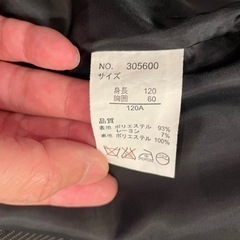 NO. 305600
サイズ
身長 120
胸囲 60
120A
品質
表地 ポリエステル 93%
レーヨン 7%
裏地 ポリエステル 100%